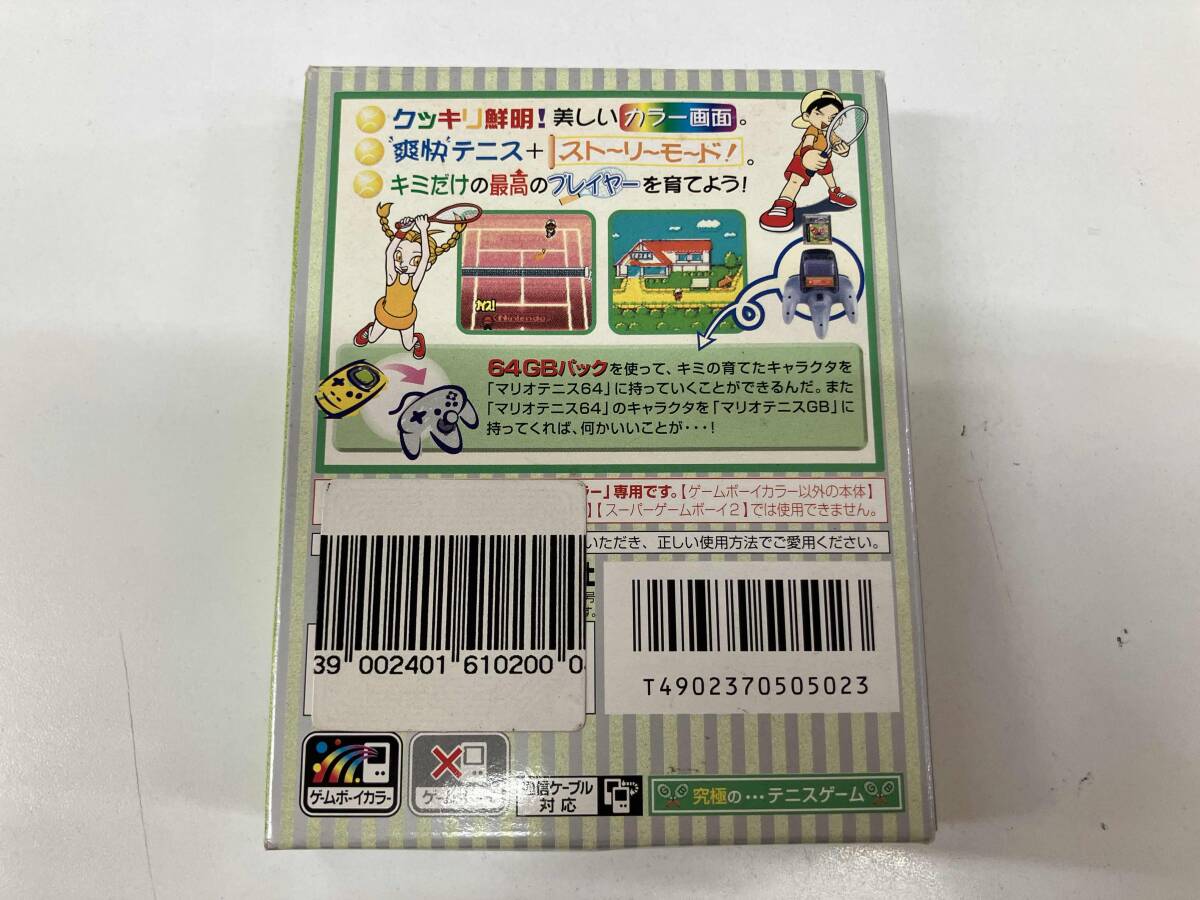 クッキリ鮮明!美しいカラー画面。
"爽快"テニス+ストーリーモード!。
キミだけの最高のプレイヤーを育てよう!
ナイス!
Nintendo
64GBパックを使って、キミの育てたキャラクタを
「マリオテニス64」に持っていくことができるんだ。また
「マリオテニス64」のキャラクタを「マリオテニスGB」に
持ってくれば、何かいいことが・・・!
ラー」専用です。【ゲームボーイカラー以外の本体】
】【スーパーゲームボーイ2】では使用できません。
いただき、正しい使用方法でご愛用ください。
39 002401 610200 0
T4902370505023
ゲームボーイカラー
通信ケーブル
対応
究極の・・・テニスゲーム